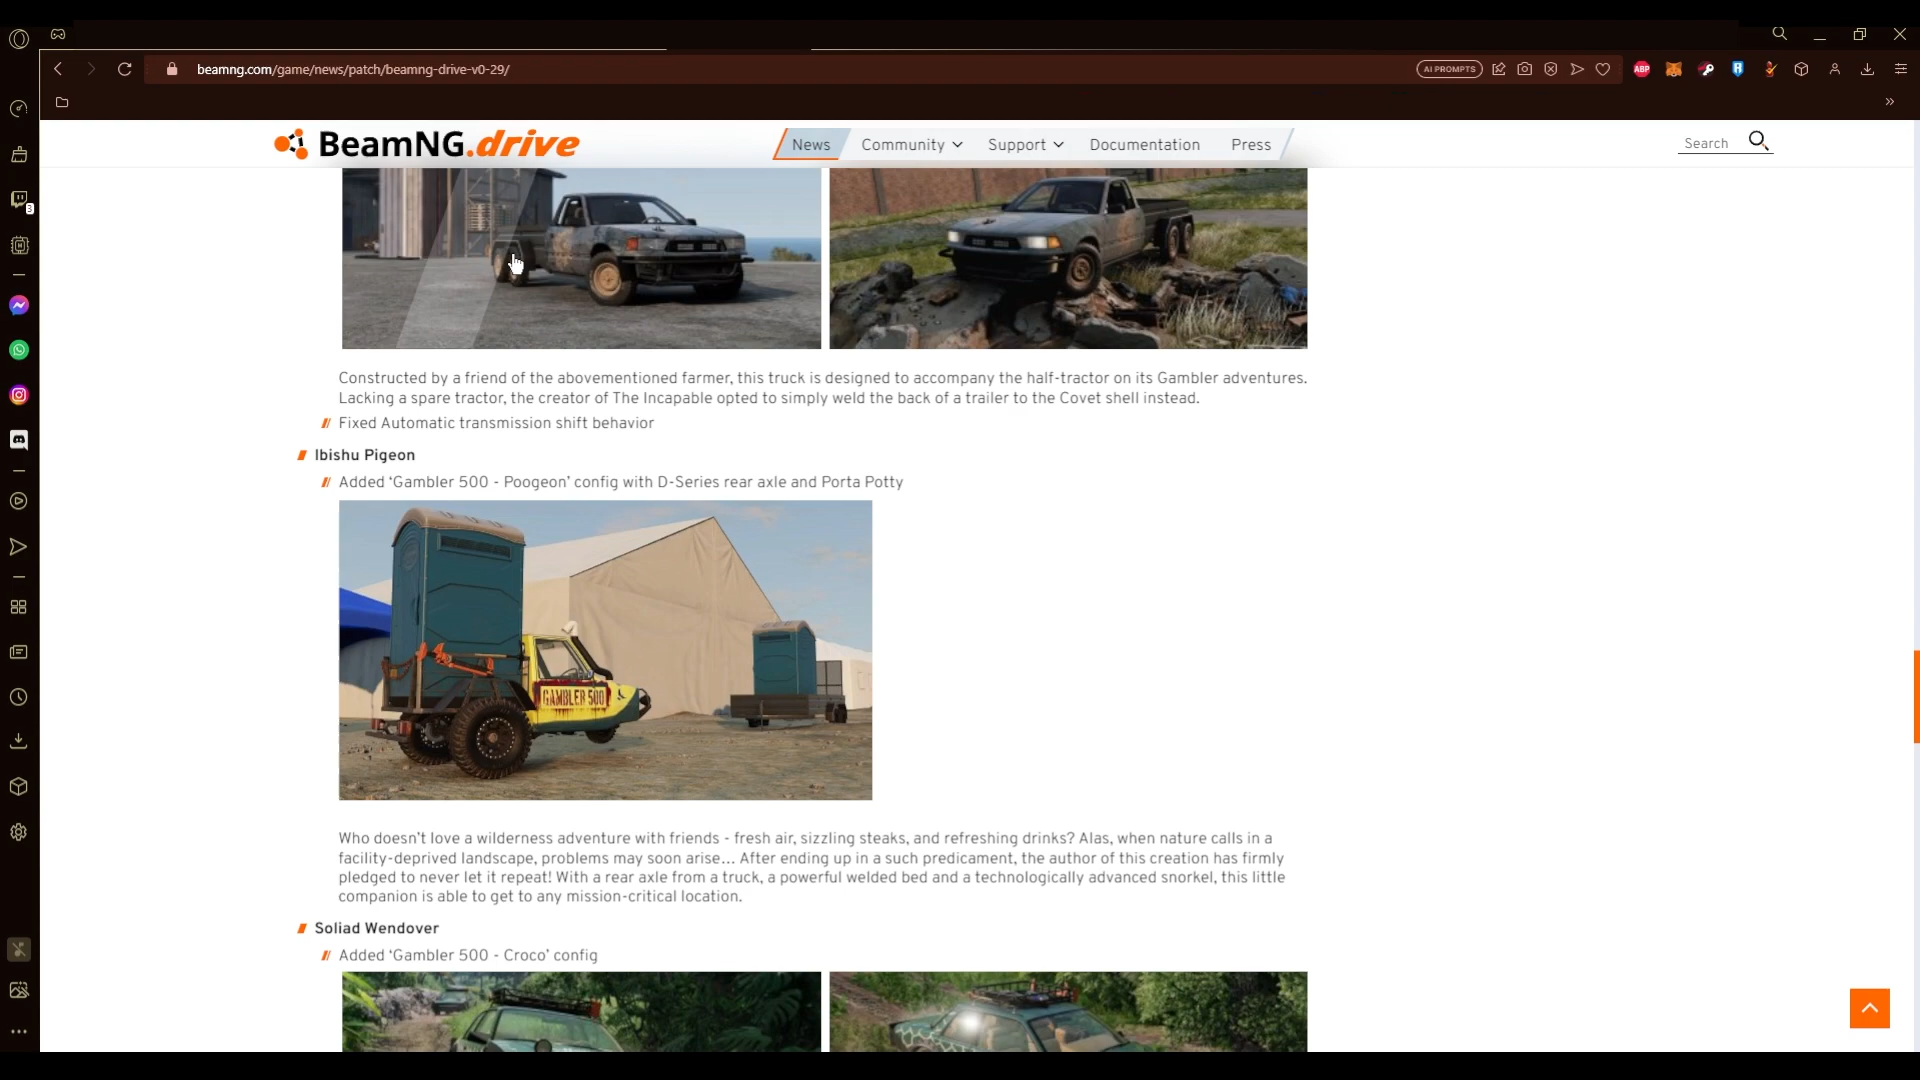 beamng.com/game/news/patch/beamng-drive-v0-29/
AI PROMPTS
ABP
3
BeamNG.drive
News
Community
Support
Documentation
Press
Search
Constructed by a friend of the abovementioned farmer, this truck is designed to accompany the half-tractor on its Gambler adventures.
Lacking a spare tractor, the creator of The Incapable opted to simply weld the back of a trailer to the Covet shell instead.
Fixed Automatic transmission shift behavior
Ibishu Pigeon
Added ‘Gambler 500 - Poogeon’ config with D-Series rear axle and Porta Potty
GAMBLER 500
Who doesn’t love a wilderness adventure with friends - fresh air, sizzling steaks, and refreshing drinks? Alas, when nature calls in a
facility-deprived landscape, problems may soon arise... After ending up in a such predicament, the author of this creation has firmly
pledged to never let it repeat! With a rear axle from a truck, a powerful welded bed and a technologically advanced snorkel, this little
companion is able to get to any mission-critical location.
Soliad Wendover
Added ‘Gambler 500 - Croco’ config